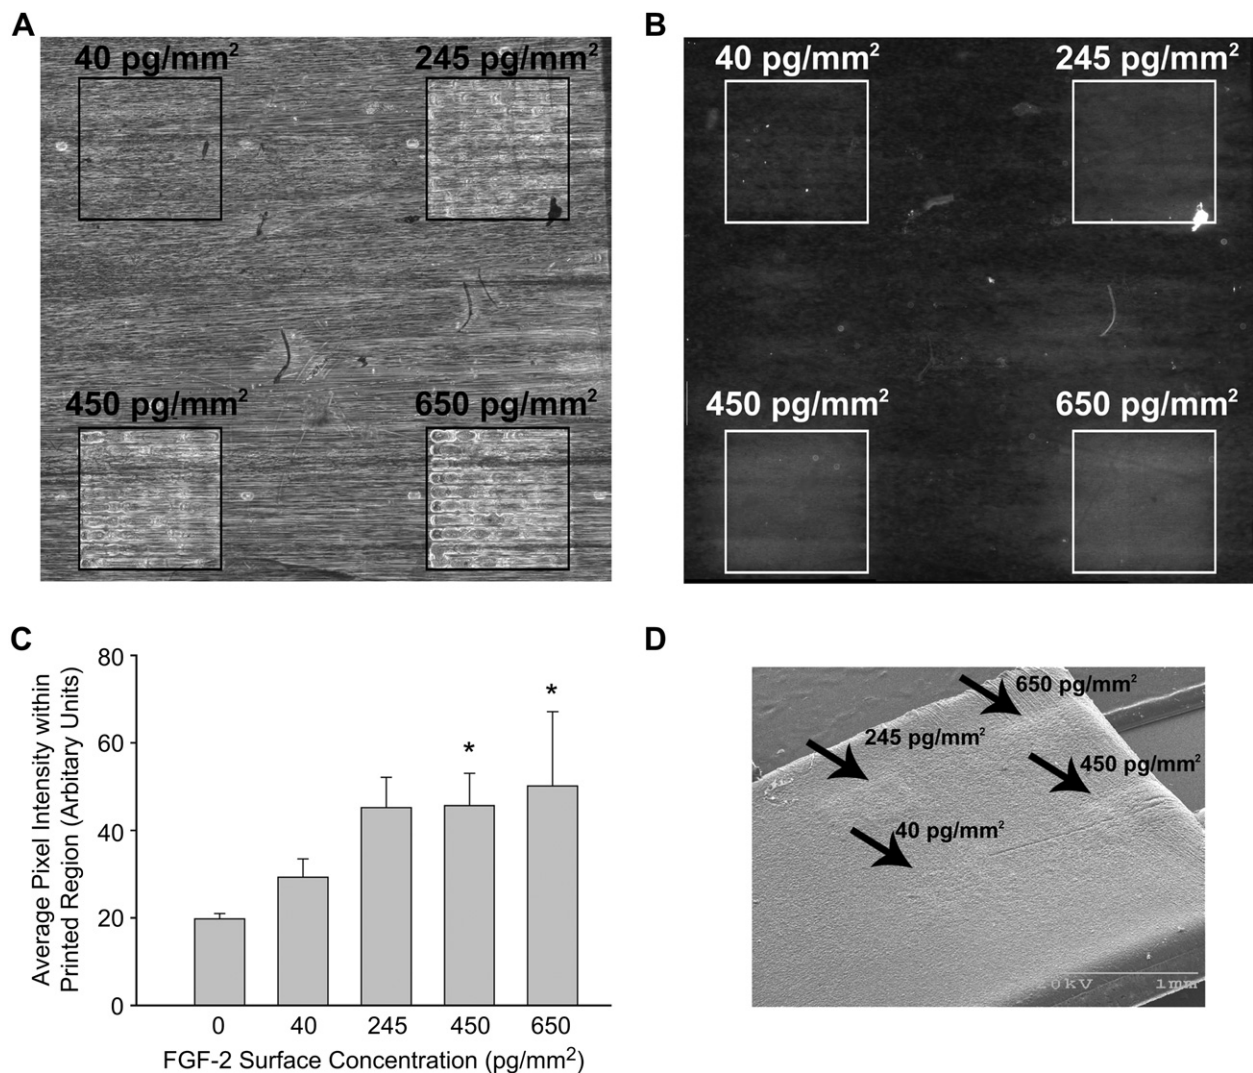 A
40 pg/mm²
245 pg/mm²
450 pg/mm²
650 pg/mm²
B
40 pg/mm²
245 pg/mm²
450 pg/mm²
650 pg/mm²
C
Average Pixel Intensity within
Printed Region (Arbitary Units)
80
60
40
20
0
*
*
0 40 245 450 650
FGF-2 Surface Concentration (pg/mm²)
D
650 pg/mm²
245 pg/mm²
450 pg/mm²
40 pg/mm²
20kV 1mm